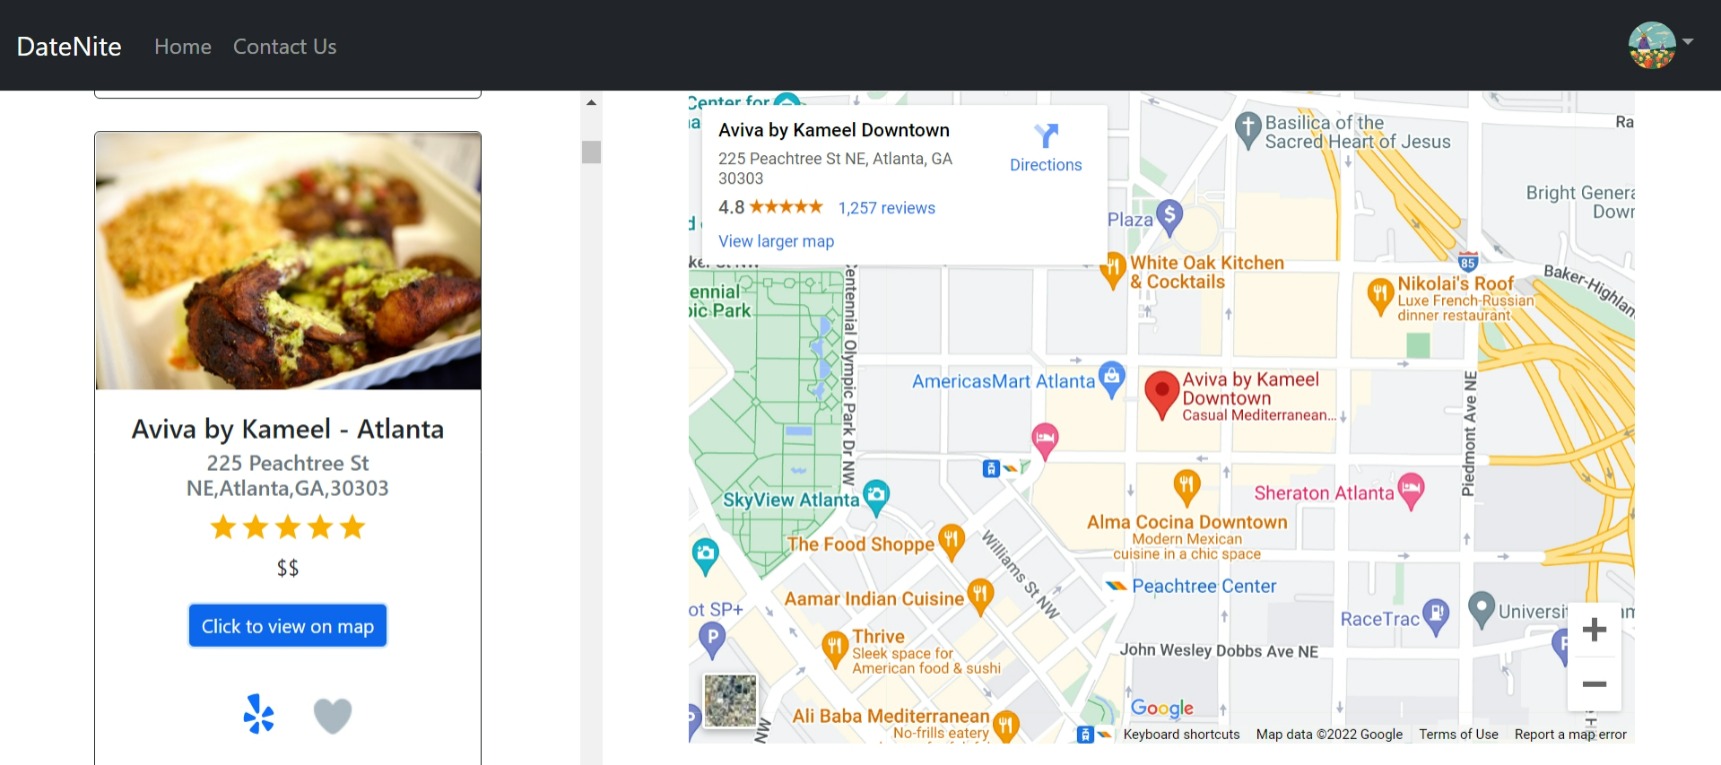 DateNite
Home
Contact Us
Aviva by Kameel - Atlanta
225 Peachtree St
NE,Atlanta,GA,30303
$$
Click to view on map
Center for
Aviva by Kameel Downtown
225 Peachtree St NE, Atlanta, GA
30303
4.8
1,257 reviews
View larger map
Directions
Basilica of the
Sacred Heart of Jesus
Ra
Bright Genera
Dowr
Plaza
White Oak Kitchen
& Cocktails
85
Nikolai's Roof
Luxe French-Russian
dinner restaurant
Baker-Highlan
ennial
pic Park
entennial Olympic Park Dr NW
AmericasMart Atlanta
Aviva by Kameel
Downtown
Casual Mediterranean...
Piedmont Ave NE
SkyView Atlanta
Sheraton Atlanta
Alma Cocina Downtown
Modern Mexican
cuisine in a chic space
The Food Shoppe
Williams St NW
Peachtree Center
Aamar Indian Cuisine
ot SP+
P
RaceTrac
Universi
Thrive
Sleek space for
American food & sushi
John Wesley Dobbs Ave NE
Ali Baba Mediterranean
No-frills eatery
NW
Google
Keyboard shortcuts
Map data ©2022 Google
Terms of Use
Report a map error